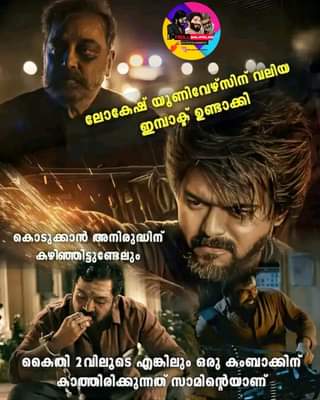 ലോകേഷ് യൂണിവേഴ്സിന് വലിയ
ഇമ്പാക്ട് ഉണ്ടാക്കി
കൊടുക്കാൻ അനിരുദ്ധിന്
കഴിഞ്ഞിട്ടുണ്ടേലും
കൈതി 2വിലൂടെ എങ്കിലും ഒരു കംബാക്കിന്
കാത്തിരിക്കുന്നത് സാമിന്റെയാണ്